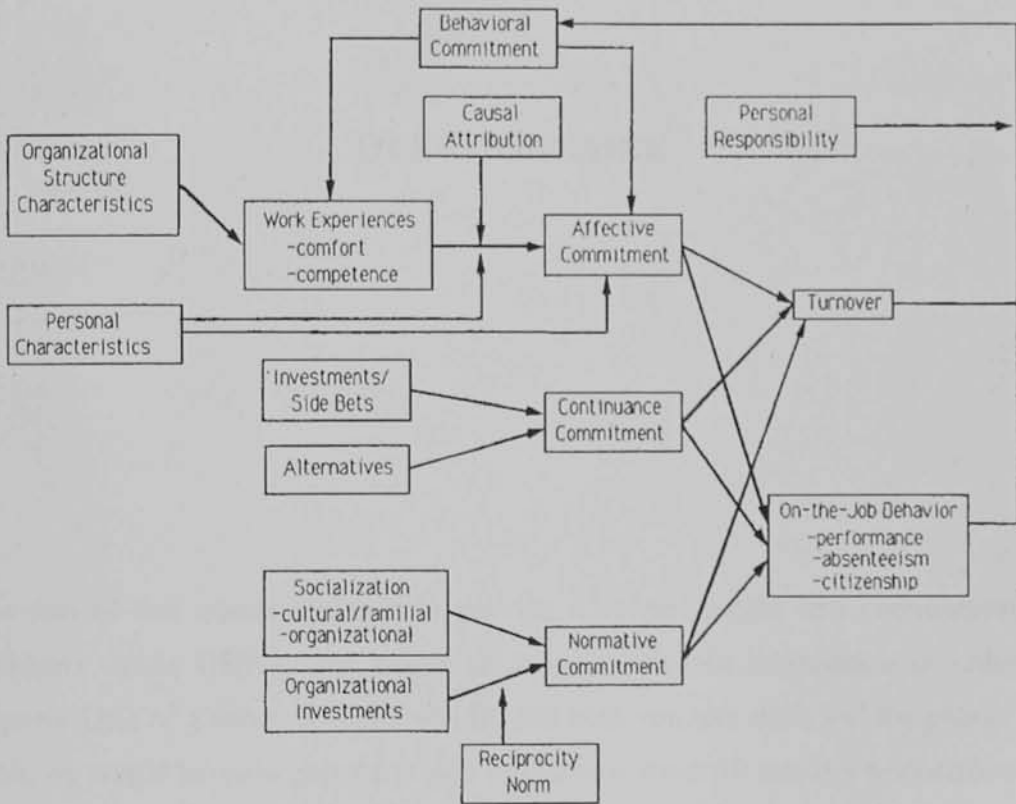 Behavioral
Commitment
Causal
Attribution
Personal
Responsibility
Organizational
Structure
Characteristics
Work Experiences
-comfort
-competence
Affective
Commitment
Turnover
Personal
Characteristics
Investments/
Side Bets
Continuance
Commitment
Alternatives
On-the-Job Behavior
-performance
-absenteeism
-citizenship
Socialization
-cultural/familial
-organizational
Normative
Commitment
Organizational
Investments
Reciprocity
Norm